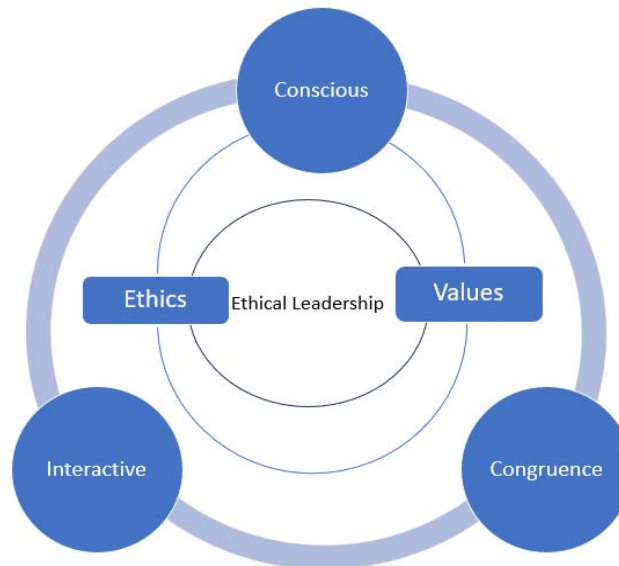 Conscious
Ethics
Ethical Leadership
Values
Interactive
Congruence